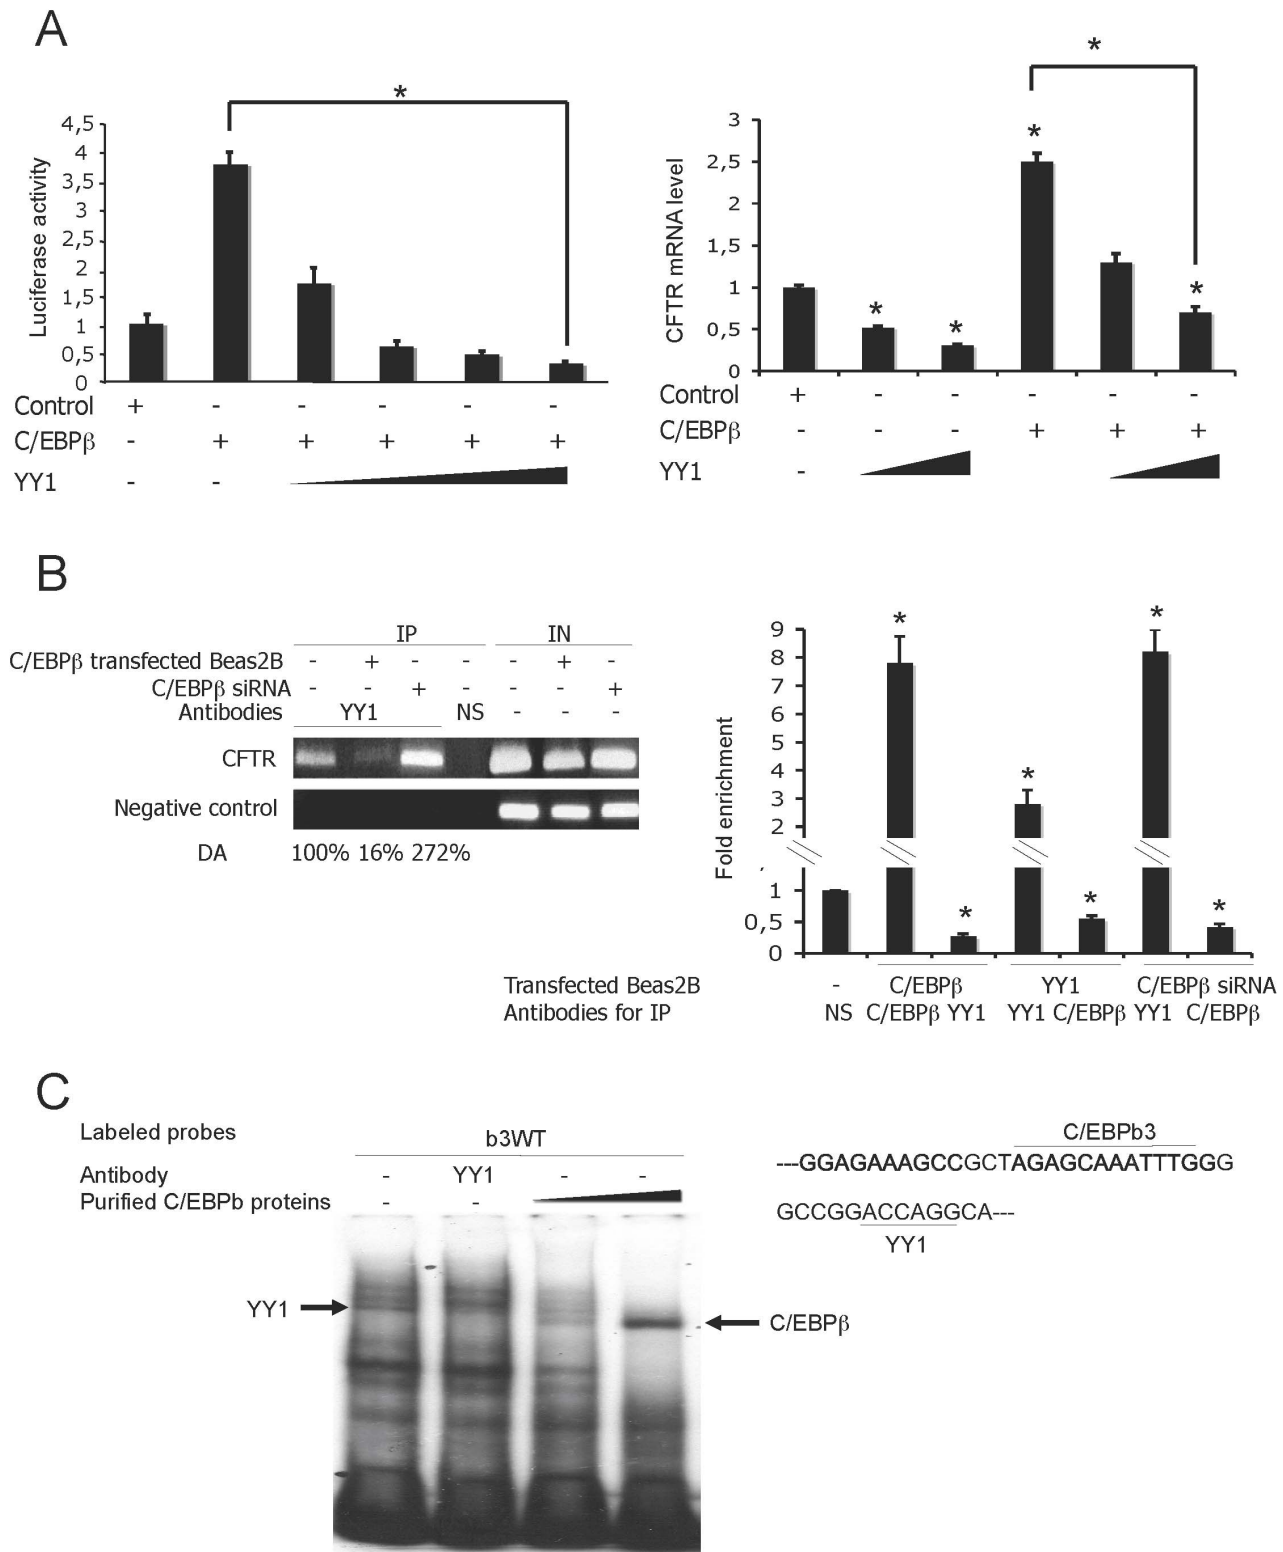 A
*
*
4,5
4
3,5
3
2,5
2
1,5
1
0,5
0
Luciferase activity
Control + - - - - -
C/EBPβ - + + + + +
YY1 - -
3
2,5
2
1,5
1
0,5
0
CFTR mRNA level
* * * *
Control + - - - - -
C/EBPβ - - - + + +
YY1 -
B
IP IN
C/EBPβ transfected Beas2B - + - - - + -
C/EBPβ siRNA - - + - - - +
Antibodies YY1 NS - - -
CFTR
Negative control
DA 100% 16% 272%
9
8
7
6
5
4
3
2
1
0,5
0
Fold enrichment
* * * * * *
Transfected Beas2B - C/EBPβ YY1 C/EBPβ siRNA
Antibodies for IP NS C/EBPβ YY1 YY1 C/EBPβ YY1 C/EBPβ
C
Labeled probes b3WT
Antibody - YY1 - -
Purified C/EBPb proteins - -
YY1
C/EBPβ
C/EBPb3
---GGAGAAAGCCGCTAGAGCAAATTTGGG
GCCGGACCAGGCA---
YY1